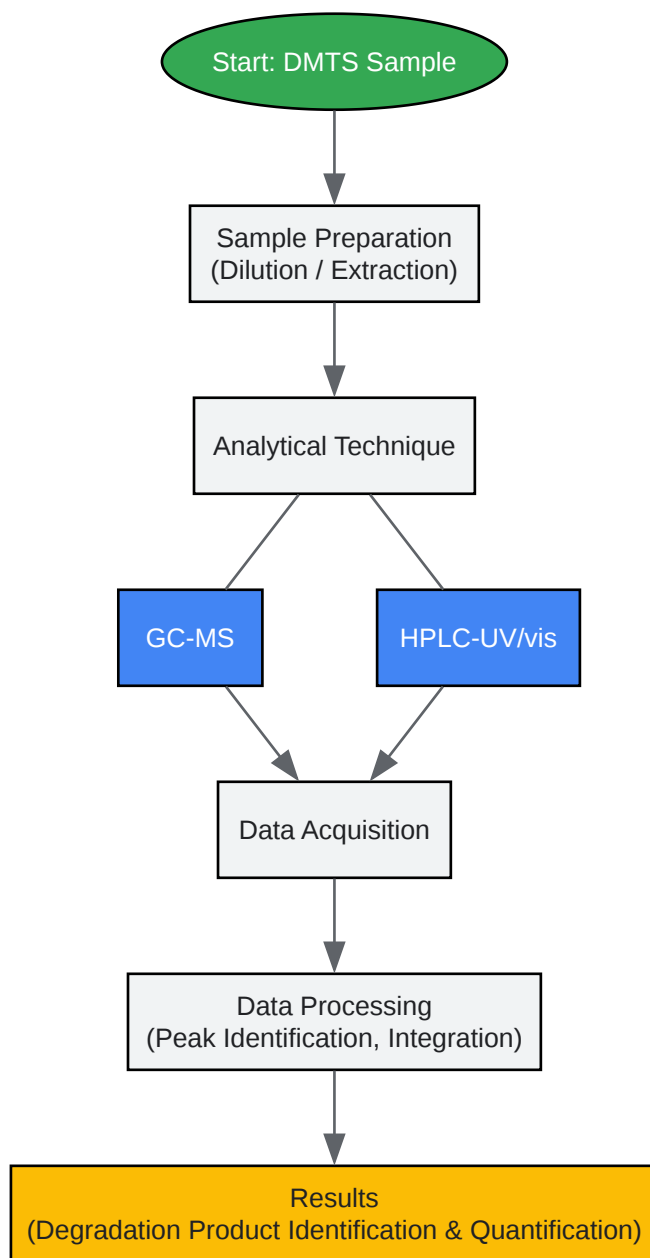 Start: DMTS Sample
Sample Preparation
(Dilution / Extraction)
Analytical Technique
GC-MS
HPLC-UV/vis
Data Acquisition
Data Processing
(Peak Identification, Integration)
Results
(Degradation Product Identification & Quantification)